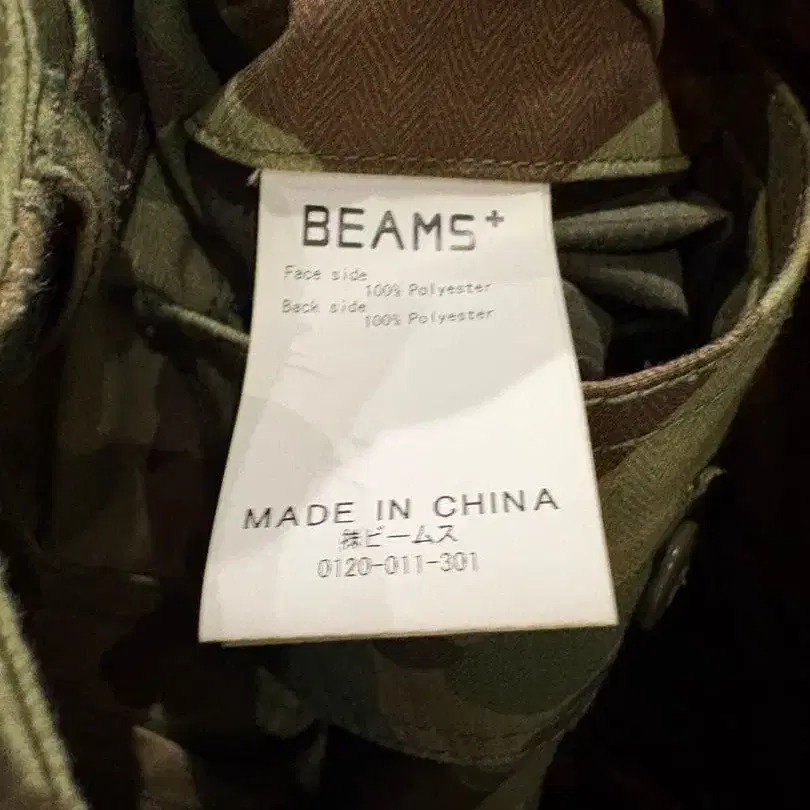 BEAMS+
Face side
100% Polyester
Back side
100% Polyester
MADE IN CHINA
㈱ビームス
0120-011-301